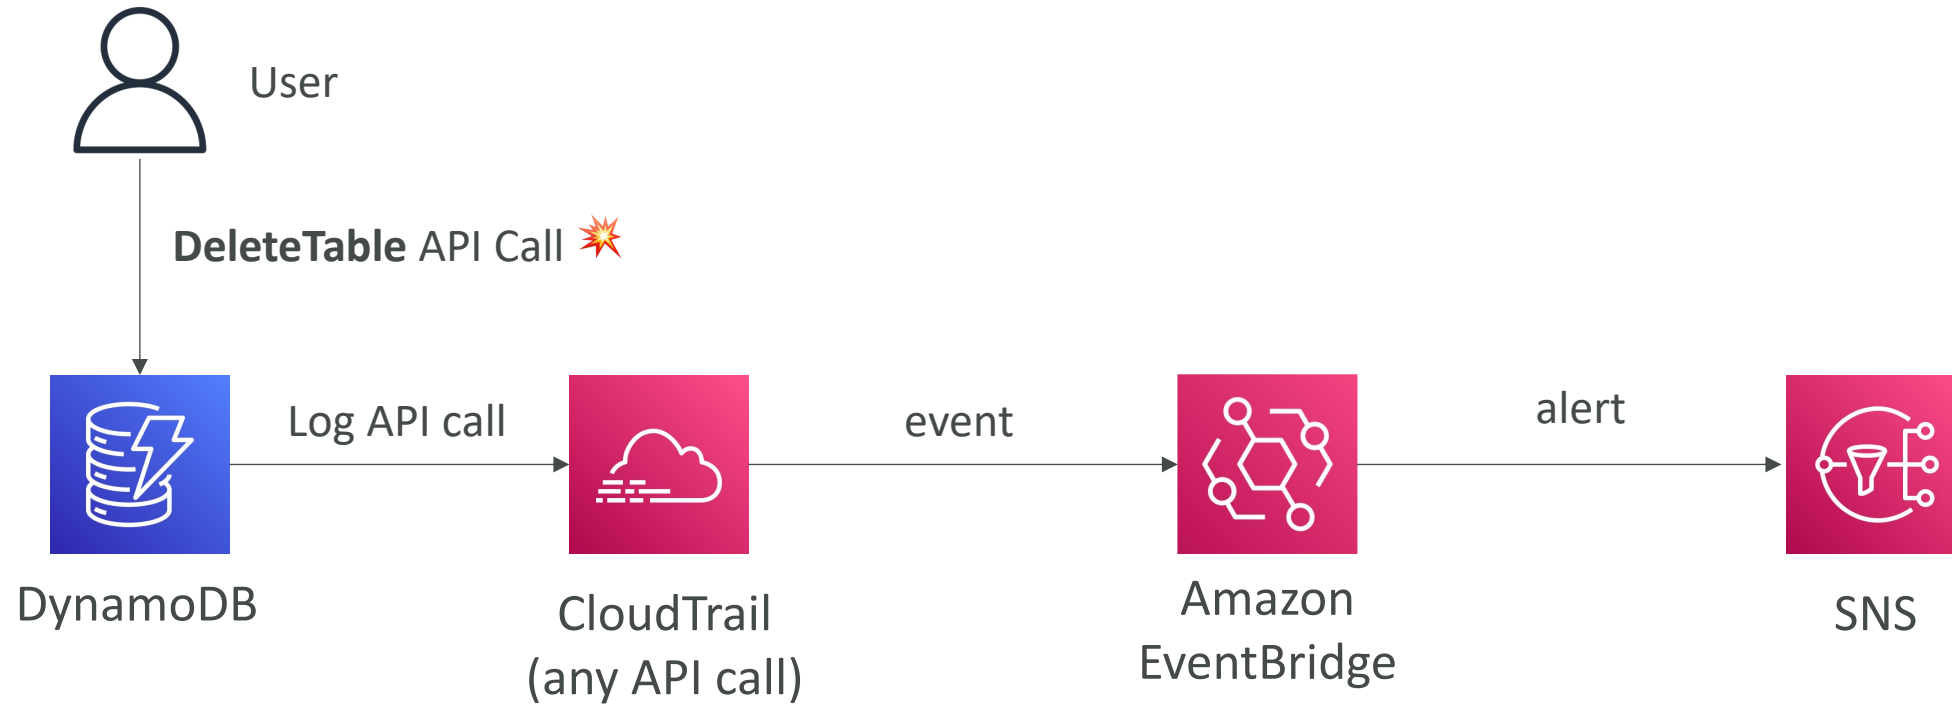 User
DeleteTable API Call
Log API call
event
alert
DynamoDB
CloudTrail
(any API call)
Amazon
EventBridge
SNS